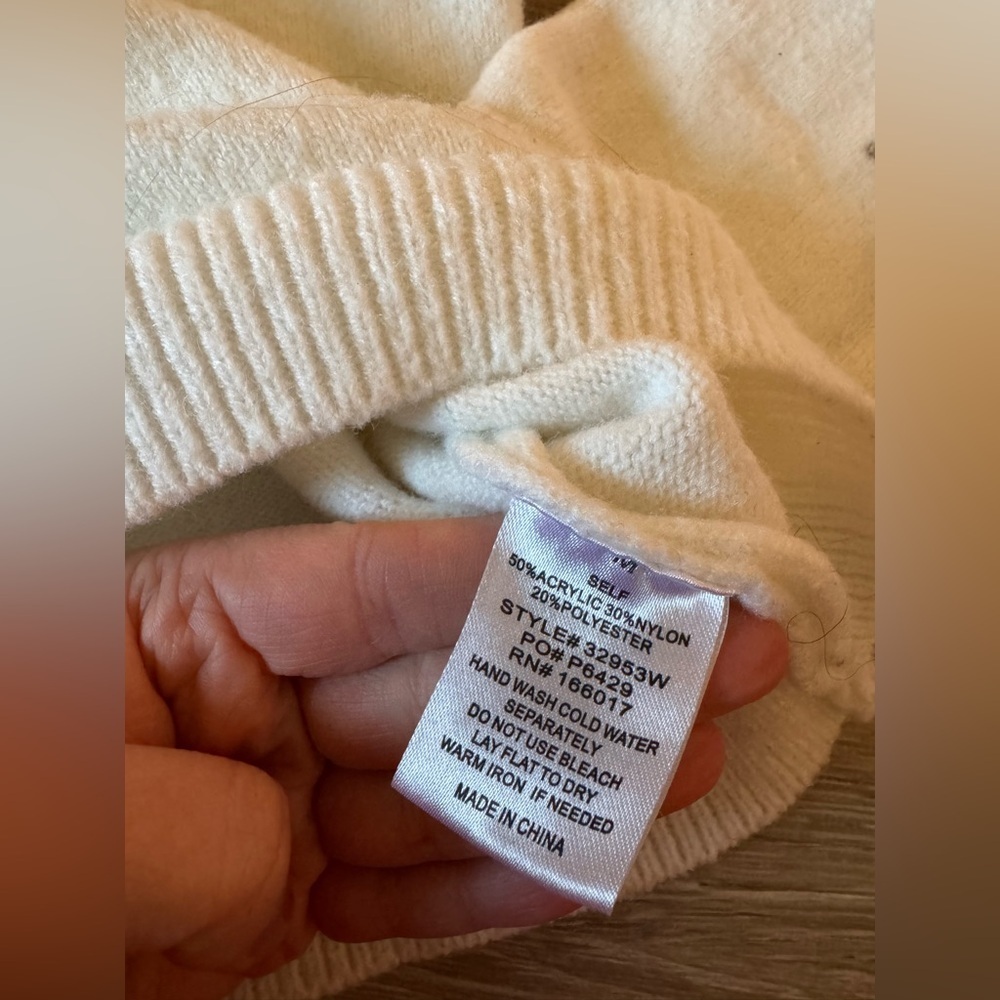 M
SELF
50%ACRYLIC 30%NYLON
20%POLYESTER
STYLE# 32953W
PO# P6429
RN# 166017
HAND WASH COLD WATER
SEPARATELY
DO NOT USE BLEACH
LAY FLAT TO DRY
WARM IRON IF NEEDED
MADE IN CHINA